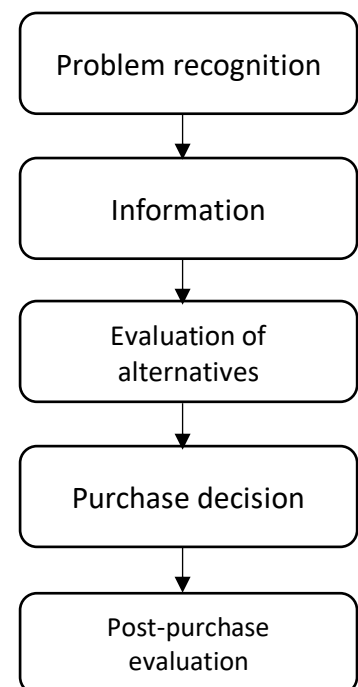 Problem recognition
Information
Evaluation of
alternatives
Purchase decision
Post-purchase
evaluation